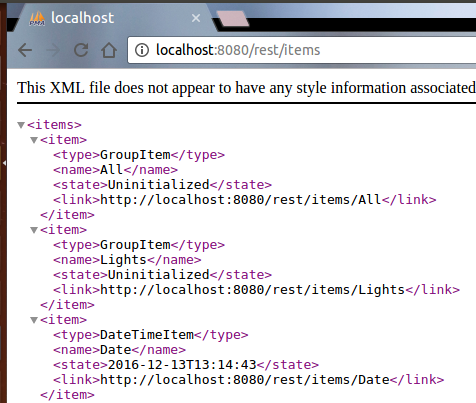 localhost
localhost:8080/rest/items
This XML file does not appear to have any style information associated
<items>
<item>
<type>GroupItem</type>
<name>All</name>
<state>Uninitialized</state>
<link>http://localhost:8080/rest/items/All</link>
</item>
<item>
<type>GroupItem</type>
<name>Lights</name>
<state>Uninitialized</state>
<link>http://localhost:8080/rest/items/Lights</link>
</item>
<item>
<type>DateTimeItem</type>
<name>Date</name>
<state>2016-12-13T13:14:43</state>
<link>http://localhost:8080/rest/items/Date</link>
</item>